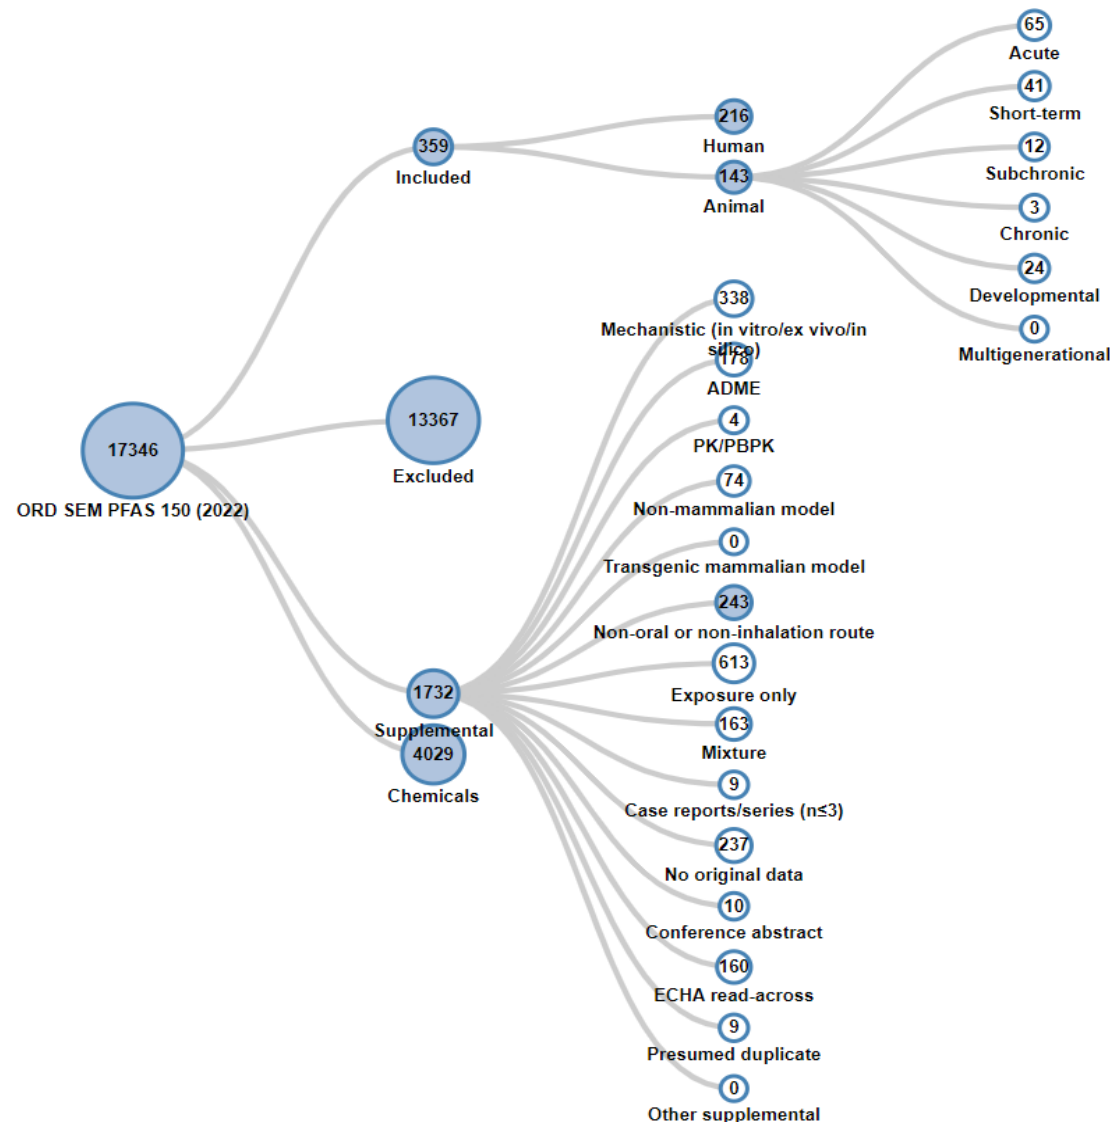 65
Acute
41
Short-term
12
Subchronic
3
Chronic
24
Developmental
0
Multigenerational
216
Human
143
Animal
359
Included
338
Mechanistic (in vitro/ex vivo/in
silico)
178
ADME
4
PK/PBPK
74
Non-mammalian model
0
Transgenic mammalian model
243
Non-oral or non-inhalation route
613
Exposure only
163
Mixture
9
Case reports/series (n≤3)
237
No original data
10
Conference abstract
160
ECHA read-across
9
Presumed duplicate
0
Other supplemental
13367
Excluded
17346
ORD SEM PFAS 150 (2022)
1732
Supplemental
4029
Chemicals